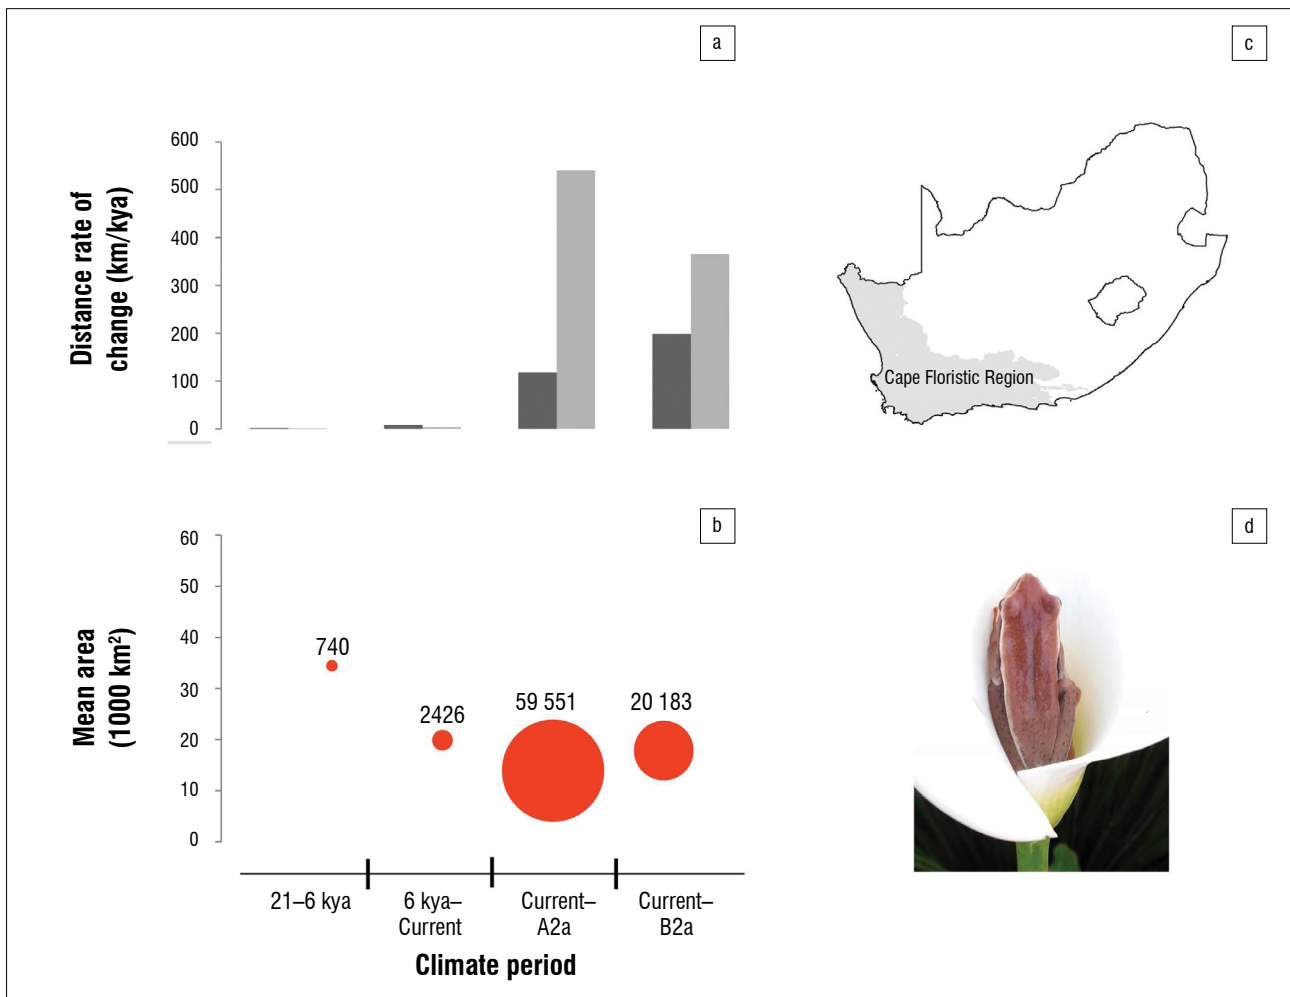 a
600
500
400
300
200
100
0
Distance rate of
change (km/kya)
b
60
50
40
30
20
10
0
Mean area
(1000 km²)
740
2426
59 551
20 183
21–6 kya
6 kya–
Current
Current–
A2a
Current–
B2a
Climate period
c
Cape Floristic Region
d